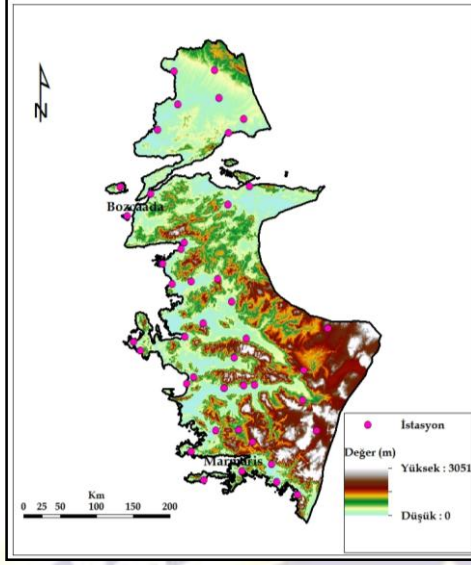 N
Bozcaada
Marmaris
İstasyon
Değer (m)
Yüksek : 3051
Düşük : 0
Km
0 25 50 100 150 200